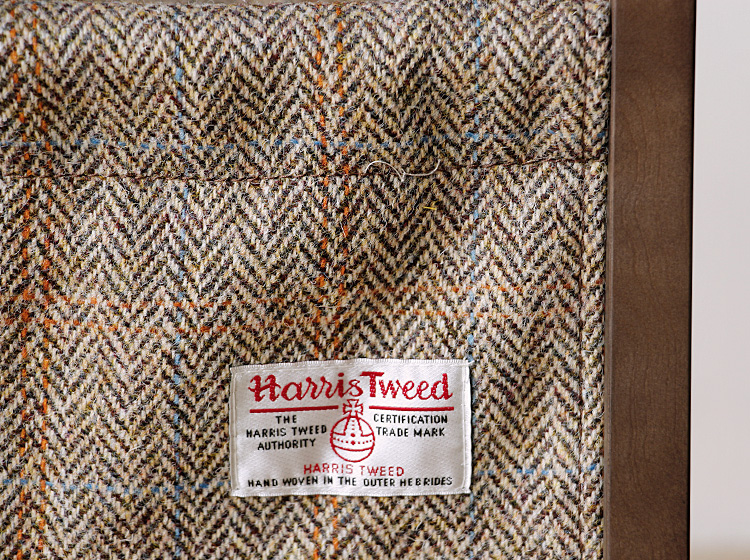 Harris Tweed
THE HARRIS TWEED AUTHORITY
CERTIFICATION TRADE MARK
HARRIS TWEED
HAND WOVEN IN THE OUTER HEBRIDES